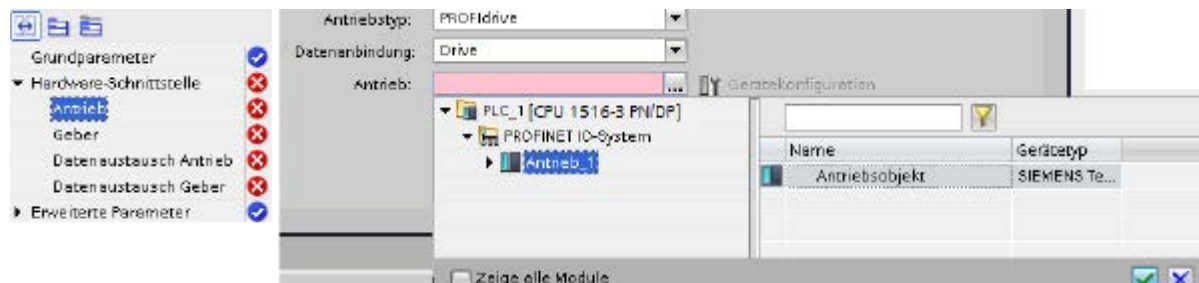 Grundparameter
Hardware-Schnittstelle
Antrieb
Geber
Datenaustausch Antrieb
Datenaustausch Geber
Erweiterte Parameter
Antriebstyp: PROFIdrive
Datenanbindung: Drive
Antrieb: ... Gerätekonfiguration
PLC_1 [CPU 1516-3 PN/DP]
PROFINET IO-System
Antrieb_1
Name Gerätetyp
Antriebsobjekt SIEMENS Te...
Zeige alle Module